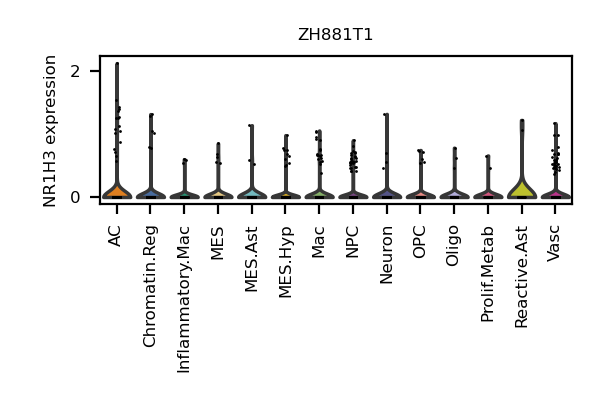 ZH881T1
NR1H3 expression
2
0
AC
Chromatin.Reg
Inflammatory.Mac
MES
MES.Ast
MES.Hyp
Mac
NPC
Neuron
OPC
Oligo
Prolif.Metab
Reactive.Ast
Vasc